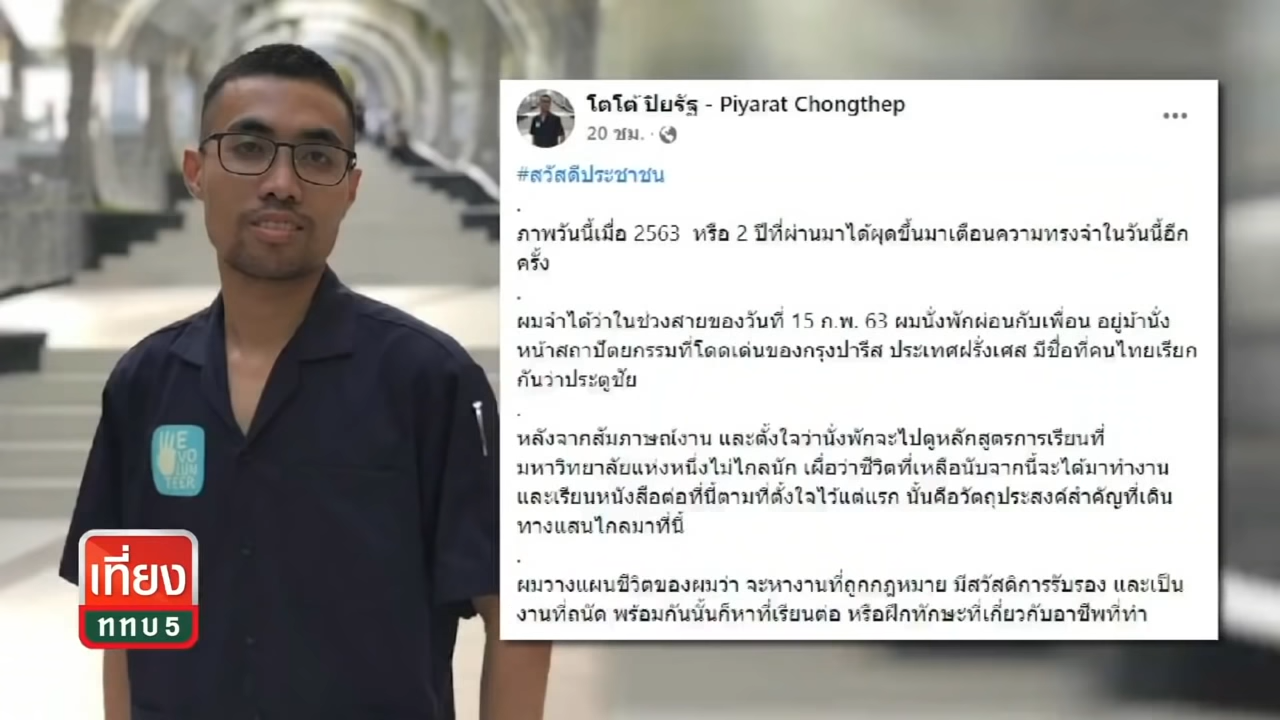 โตโต้ ปิยรัฐ - Piyarat Chongthep
20 ชม. ·
#สวัสดีประชาชน
.
ภาพวันนี้เมื่อ 2563 หรือ 2 ปีที่ผ่านมาได้ผุดขึ้นมาเตือนความทรงจำในวันนี้อีก
ครั้ง
.
ผมจำได้ว่าในช่วงสายของวันที่ 15 ก.พ. 63 ผมนั่งพักผ่อนกับเพื่อน อยู่ม้านั่ง
หน้าสถาปัตยกรรมที่โดดเด่นของกรุงปารีส ประเทศฝรั่งเศส มีชื่อที่คนไทยเรียก
กันว่าประตูชัย
.
หลังจากสัมภาษณ์งาน และตั้งใจว่านั่งพักจะไปดูหลักสูตรการเรียนที่
มหาวิทยาลัยแห่งหนึ่งไม่ไกลนัก เผื่อว่าชีวิตที่เหลือนับจากนี้จะได้มาทำงาน
และเรียนหนังสือต่อที่นี้ตามที่ตั้งใจไว้แต่แรก นั้นคือวัตถุประสงค์สำคัญที่เดิน
ทางแสนไกลมาที่นี้
.
ผมวางแผนชีวิตของผมว่า จะหางานที่ถูกกฎหมาย มีสวัสดิการรับรอง และเป็น
งานที่ถนัด พร้อมกันนั้นก็หาที่เรียนต่อ หรือฝึกทักษะที่เกี่ยวกับอาชีพที่ทำ
WE
VO
LUN
TEER
เที่ยง
ททบ 5